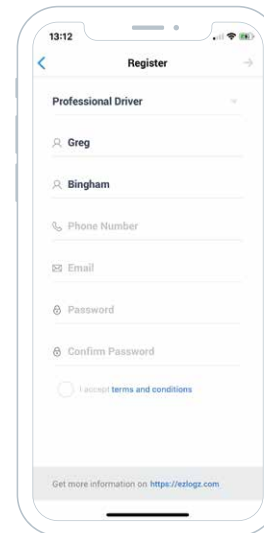 13:12
Register
Professional Driver
Greg
Bingham
Phone Number
Email
Password
Confirm Password
I accept terms and conditions
Get more information on https://ezlogz.com